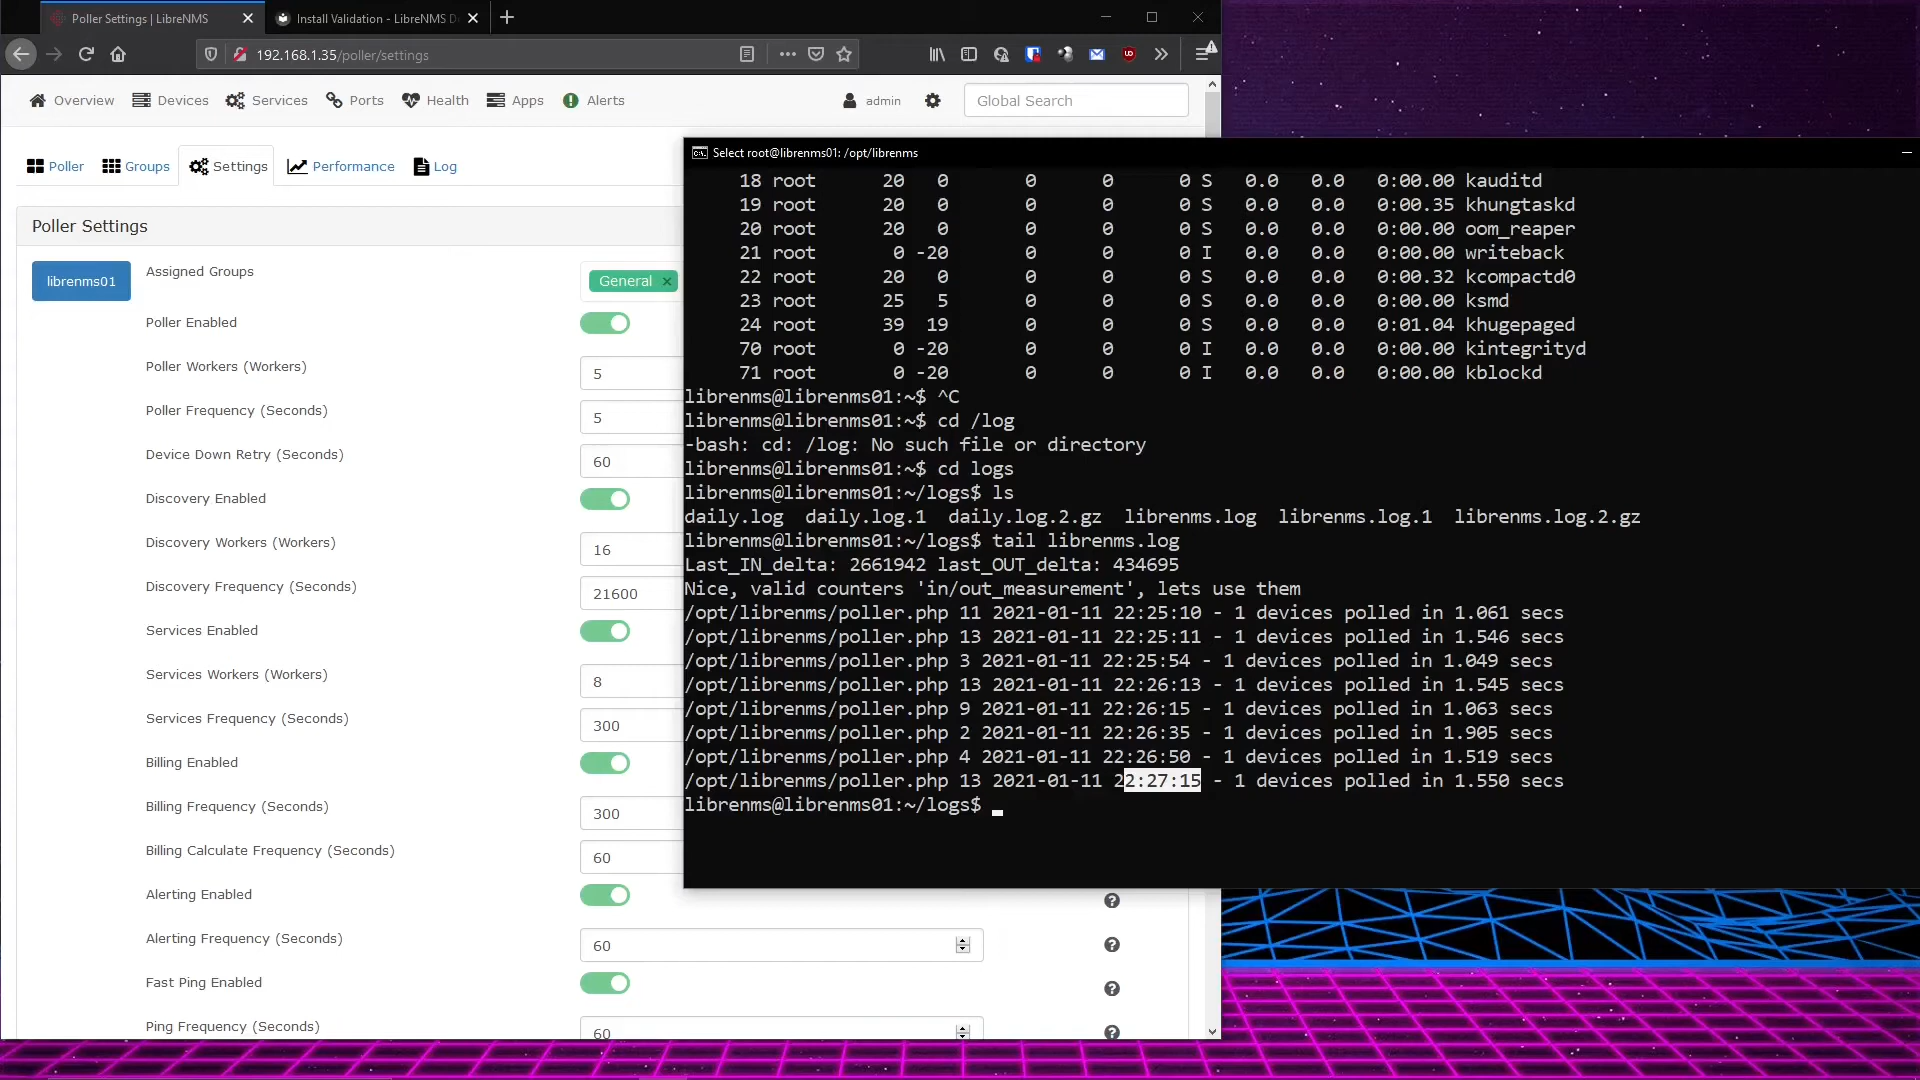 Poller Settings | LibreNMS
Install Validation - LibreNMS D
192.168.1.35/poller/settings
Overview Devices Services Ports Health Apps Alerts admin Global Search
Poller Groups Settings Performance Log
Poller Settings
librenms01
Assigned Groups General ×
Poller Enabled
Poller Workers (Workers) 5
Poller Frequency (Seconds) 5
Device Down Retry (Seconds) 60
Discovery Enabled
Discovery Workers (Workers) 16
Discovery Frequency (Seconds) 21600
Services Enabled
Services Workers (Workers) 8
Services Frequency (Seconds) 300
Billing Enabled
Billing Frequency (Seconds) 300
Billing Calculate Frequency (Seconds) 60
Alerting Enabled ?
Alerting Frequency (Seconds) 60 ?
Fast Ping Enabled ?
Ping Frequency (Seconds) 60 ?
Select root@librenms01: /opt/librenms
18 root 20 0 0 0 0 S 0.0 0.0 0:00.00 kauditd
19 root 20 0 0 0 0 S 0.0 0.0 0:00.35 khungtaskd
20 root 20 0 0 0 0 S 0.0 0.0 0:00.00 oom_reaper
21 root 0 -20 0 0 0 I 0.0 0.0 0:00.00 writeback
22 root 20 0 0 0 0 S 0.0 0.0 0:00.32 kcompactd0
23 root 25 5 0 0 0 S 0.0 0.0 0:00.00 ksmd
24 root 39 19 0 0 0 S 0.0 0.0 0:01.04 khugepaged
70 root 0 -20 0 0 0 I 0.0 0.0 0:00.00 kintegrityd
71 root 0 -20 0 0 0 I 0.0 0.0 0:00.00 kblockd
librenms@librenms01:~$ ^C
librenms@librenms01:~$ cd /log
-bash: cd: /log: No such file or directory
librenms@librenms01:~$ cd logs
librenms@librenms01:~/logs$ ls
daily.log daily.log.1 daily.log.2.gz librenms.log librenms.log.1 librenms.log.2.gz
librenms@librenms01:~/logs$ tail librenms.log
Last_IN_delta: 2661942 last_OUT_delta: 434695
Nice, valid counters 'in/out_measurement', lets use them
/opt/librenms/poller.php 11 2021-01-11 22:25:10 - 1 devices polled in 1.061 secs
/opt/librenms/poller.php 13 2021-01-11 22:25:11 - 1 devices polled in 1.546 secs
/opt/librenms/poller.php 3 2021-01-11 22:25:54 - 1 devices polled in 1.049 secs
/opt/librenms/poller.php 13 2021-01-11 22:26:13 - 1 devices polled in 1.545 secs
/opt/librenms/poller.php 9 2021-01-11 22:26:15 - 1 devices polled in 1.063 secs
/opt/librenms/poller.php 2 2021-01-11 22:26:35 - 1 devices polled in 1.905 secs
/opt/librenms/poller.php 4 2021-01-11 22:26:50 - 1 devices polled in 1.519 secs
/opt/librenms/poller.php 13 2021-01-11 22:27:15 - 1 devices polled in 1.550 secs
librenms@librenms01:~/logs$